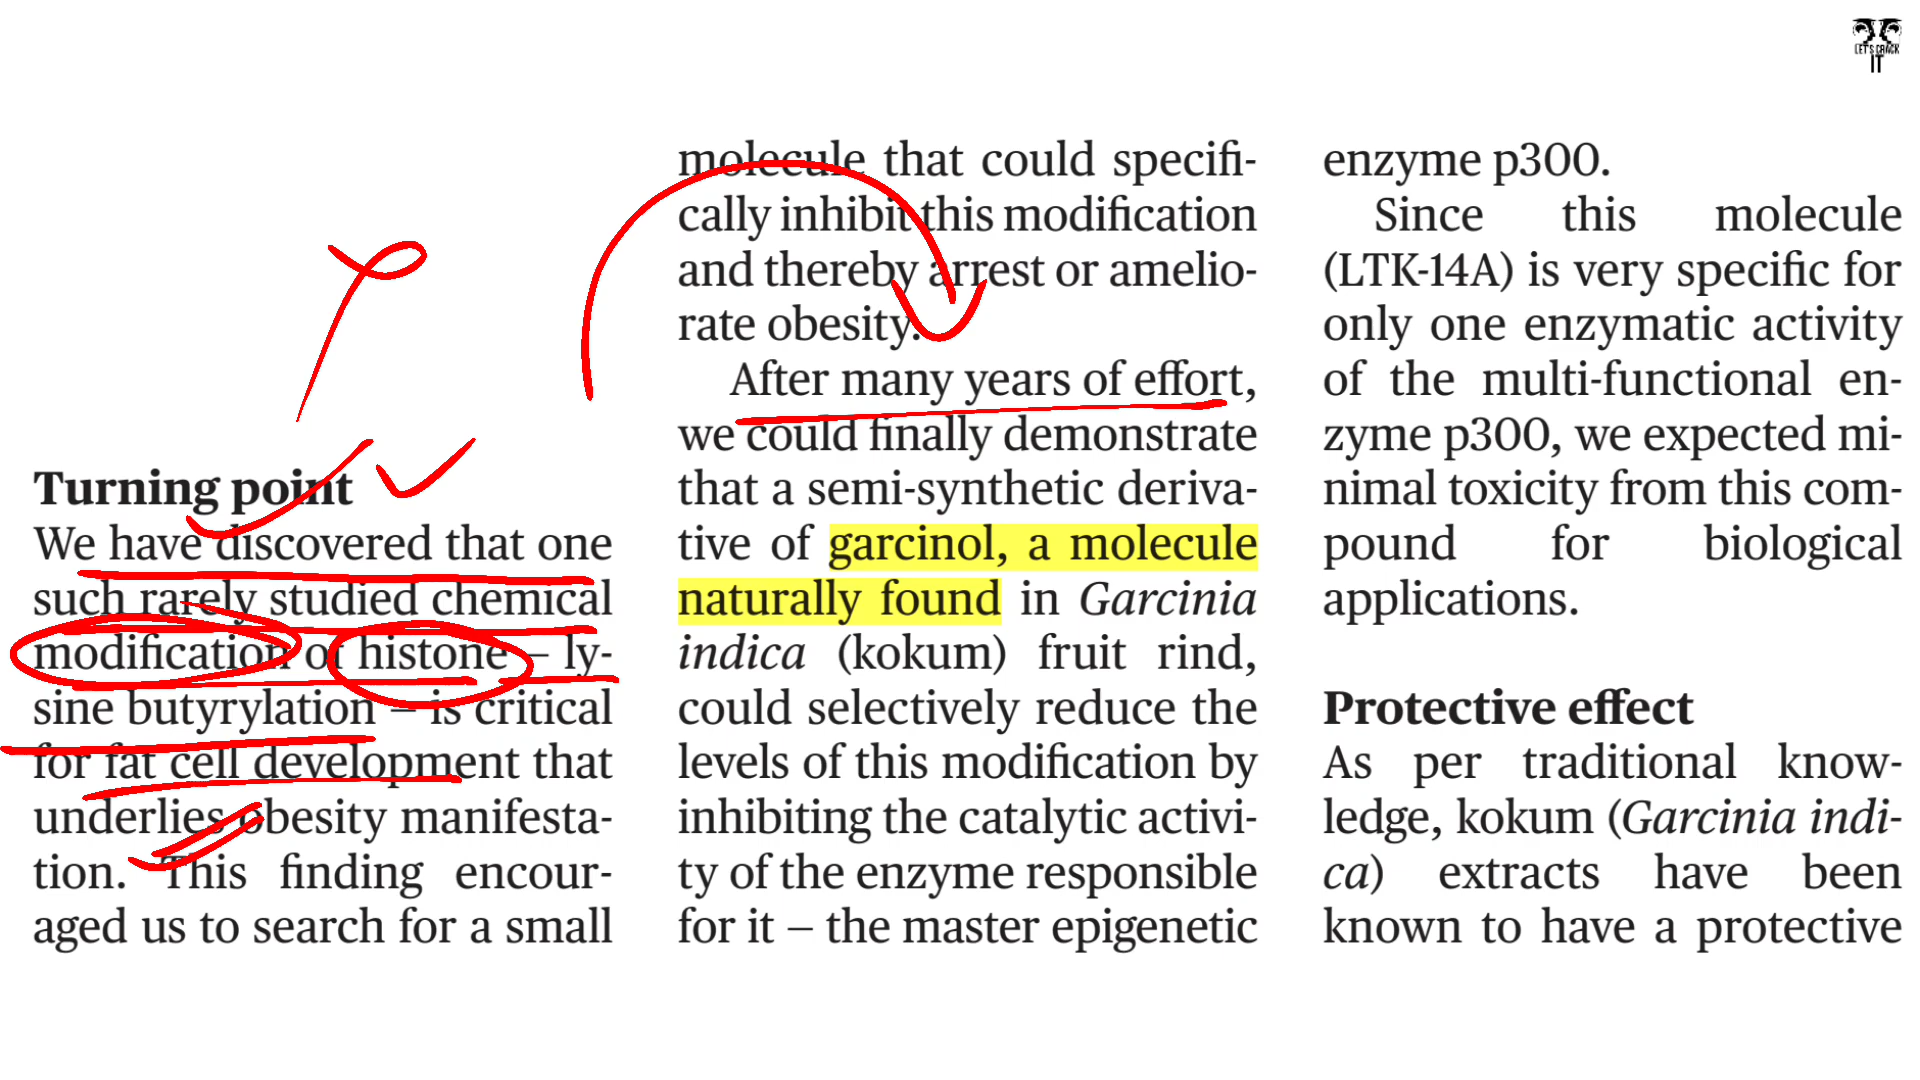 LET'S CRACK
IT
Turning point
We have discovered that one
such rarely studied chemical
modification of histone – ly-
sine butyrylation – is critical
for fat cell development that
underlies obesity manifesta-
tion. This finding encour-
aged us to search for a small
molecule that could specifi-
cally inhibit this modification
and thereby arrest or amelio-
rate obesity.
After many years of effort,
we could finally demonstrate
that a semi-synthetic deriva-
tive of garcinol, a molecule
naturally found in Garcinia
indica (kokum) fruit rind,
could selectively reduce the
levels of this modification by
inhibiting the catalytic activi-
ty of the enzyme responsible
for it – the master epigenetic
enzyme p300.
Since this molecule
(LTK-14A) is very specific for
only one enzymatic activity
of the multi-functional en-
zyme p300, we expected mi-
nimal toxicity from this com-
pound for biological
applications.
Protective effect
As per traditional know-
ledge, kokum (Garcinia indi-
ca) extracts have been
known to have a protective